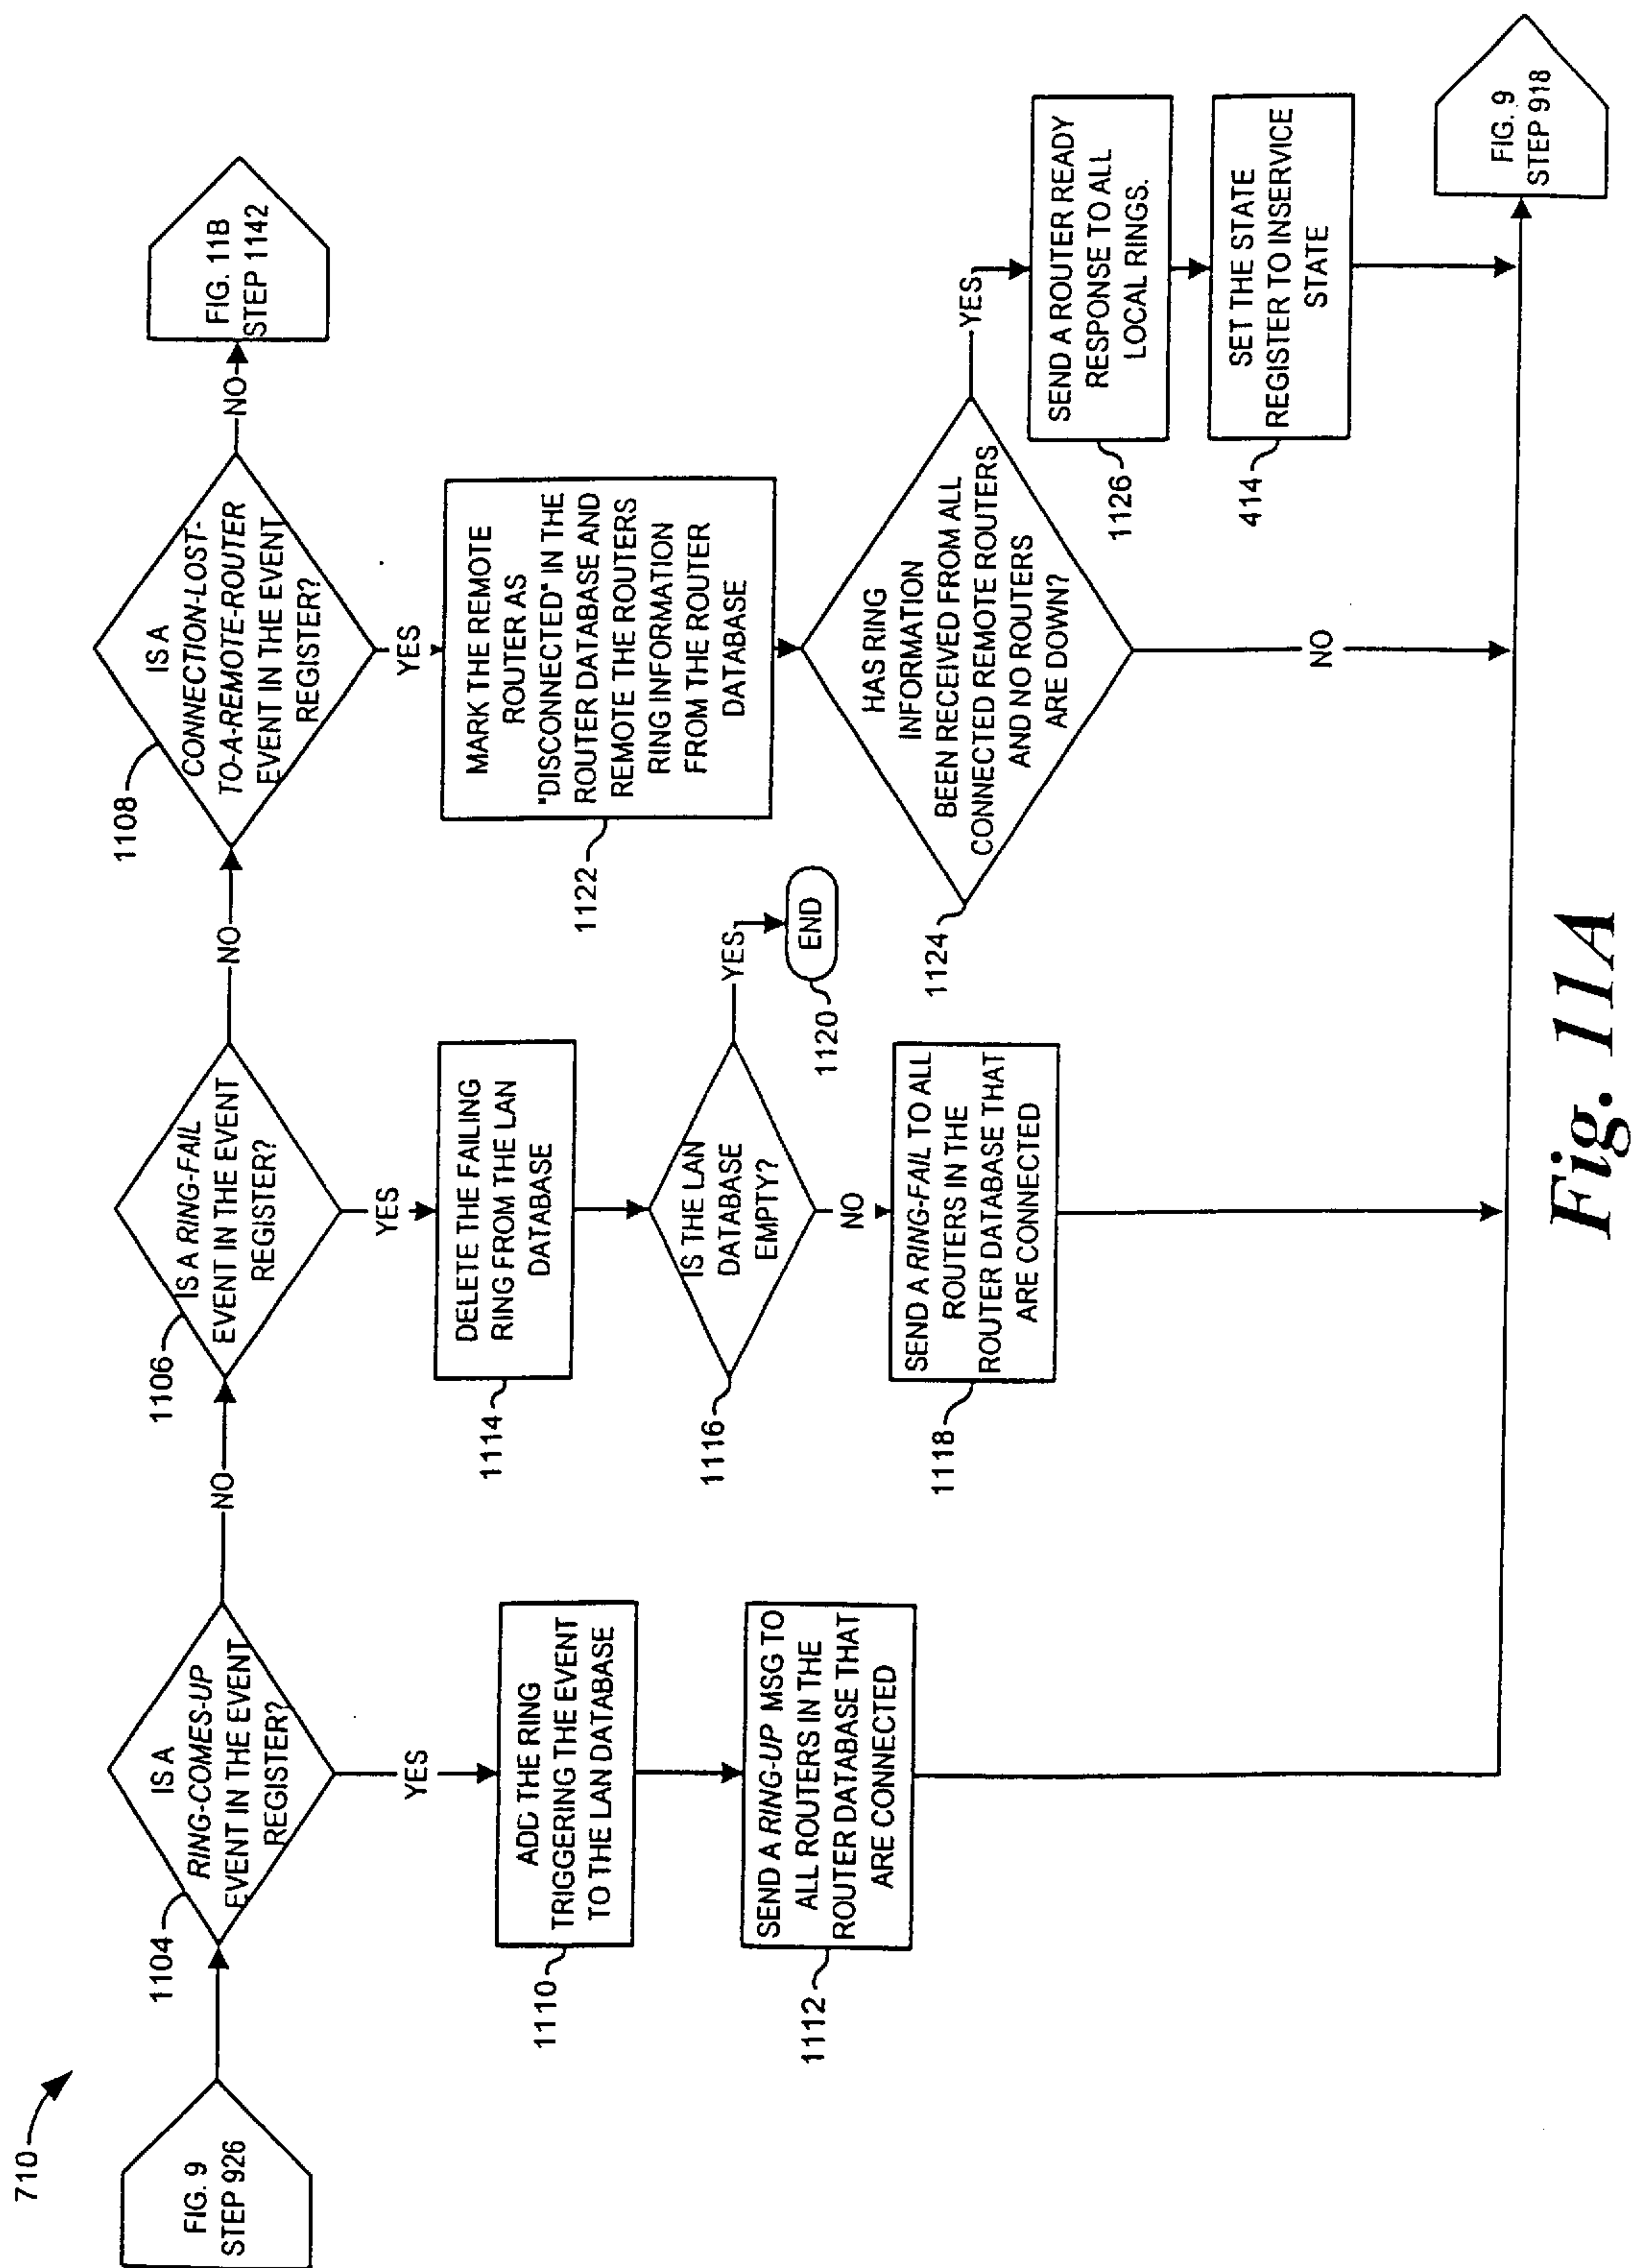 710
FIG. 9
STEP 926
1104
IS A
RING-COMES-UP
EVENT IN THE EVENT
REGISTER?
NO
YES
1110
ADD THE RING
TRIGGERING THE EVENT
TO THE LAN DATABASE
1112
SEND A RING-UP MSG TO
ALL ROUTERS IN THE
ROUTER DATABASE THAT
ARE CONNECTED
1106
IS A RING-FAIL
EVENT IN THE EVENT
REGISTER?
NO
YES
1114
DELETE THE FAILING
RING FROM THE LAN
DATABASE
1116
IS THE LAN
DATABASE
EMPTY?
YES
1120
END
NO
1118
SEND A RING-FAIL TO ALL
ROUTERS IN THE
ROUTER DATABASE THAT
ARE CONNECTED
1108
IS A
CONNECTION-LOST-
TO-A-REMOTE-ROUTER
EVENT IN THE EVENT
REGISTER?
NO
FIG. 11B
STEP 1142
YES
1122
MARK THE REMOTE
ROUTER AS
"DISCONNECTED" IN THE
ROUTER DATABASE AND
REMOTE THE ROUTERS
RING INFORMATION
FROM THE ROUTER
DATABASE
1124
HAS RING
INFORMATION
BEEN RECEIVED FROM ALL
CONNECTED REMOTE ROUTERS
AND NO ROUTERS
ARE DOWN?
YES
NO
1126
SEND A ROUTER READY
RESPONSE TO ALL
LOCAL RINGS.
414
SET THE STATE
REGISTER TO INSERVICE
STATE
FIG. 9
STEP 918
Fig. 11A